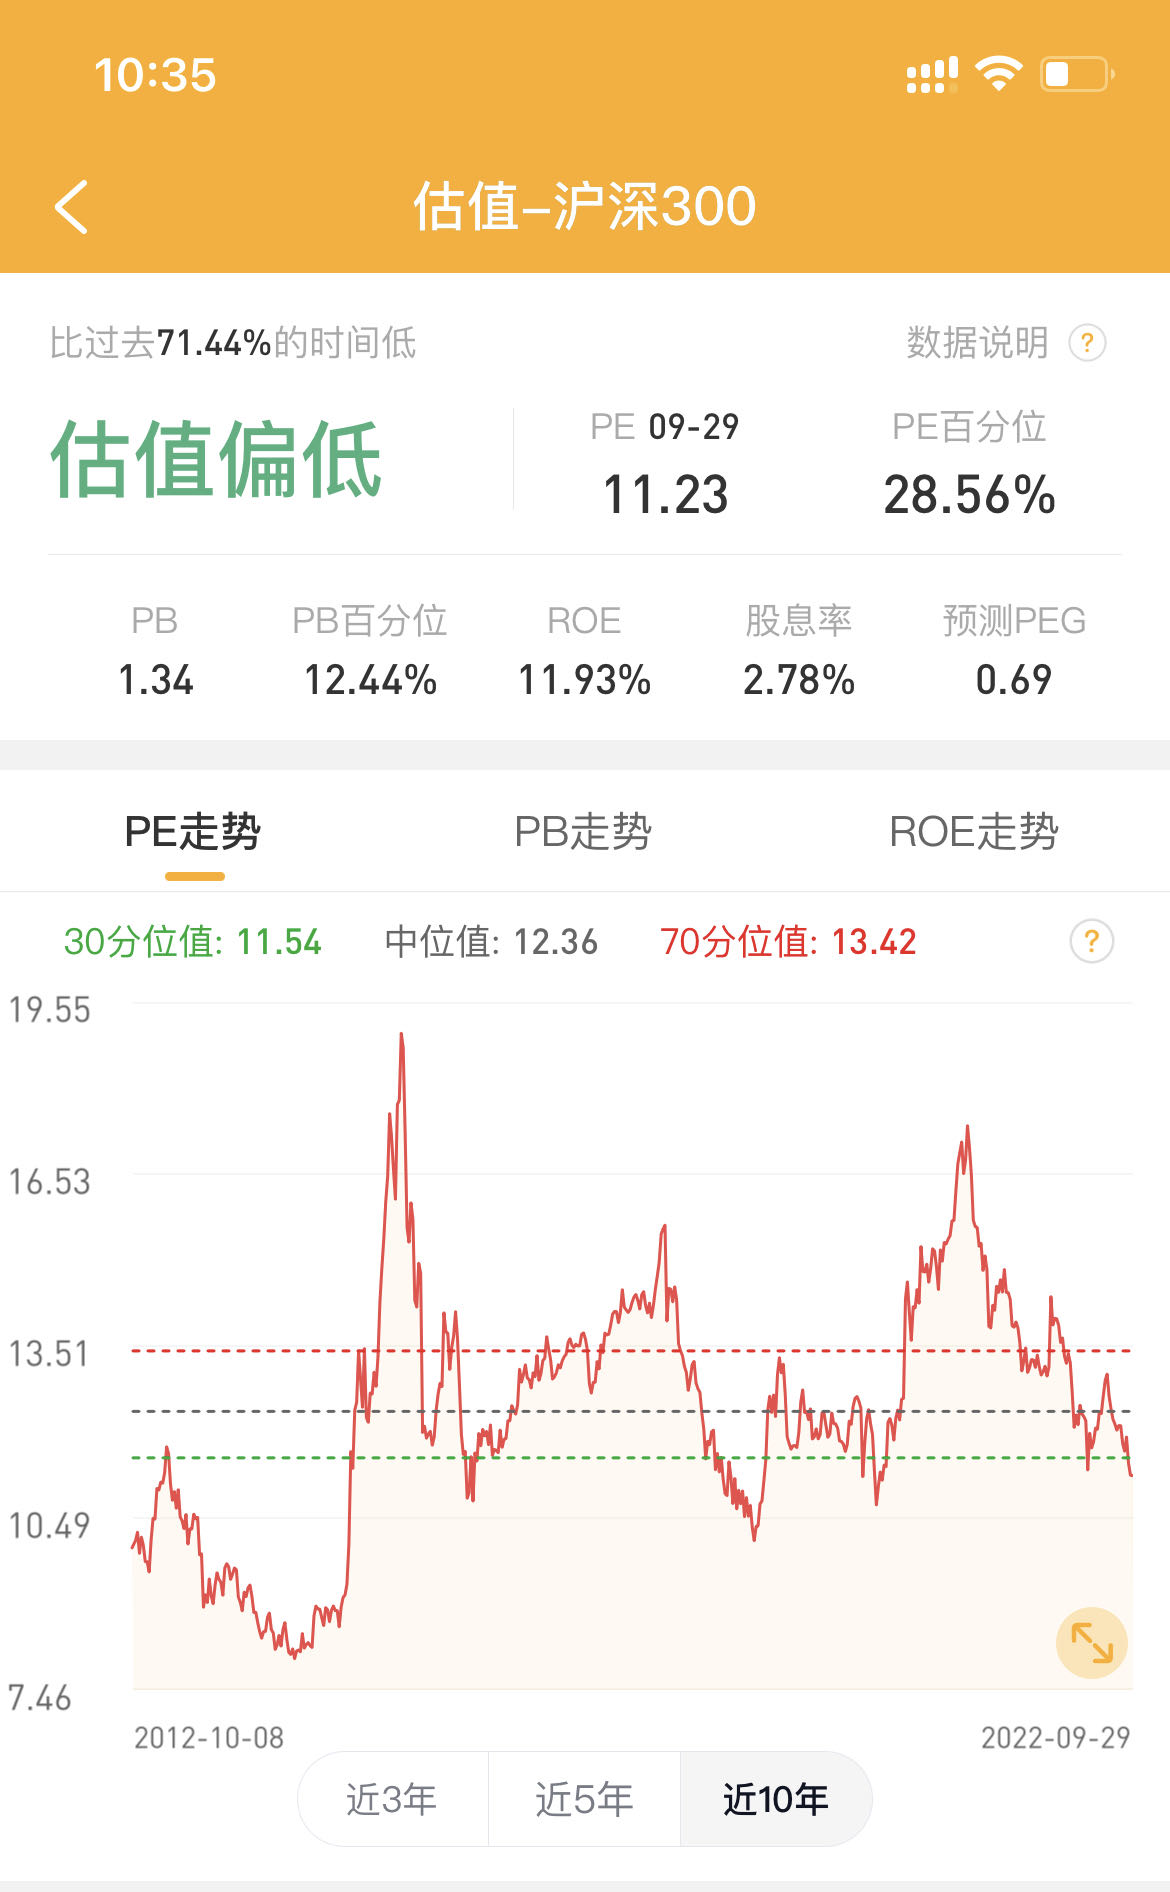 10:35
估值-沪深300
比过去71.44%的时间低
数据说明 ?
估值偏低
PE 09-29
11.23
PE百分位
28.56%
PB
1.34
PB百分位
12.44%
ROE
11.93%
股息率
2.78%
预测PEG
0.69
PE走势
PB走势
ROE走势
30分位值: 11.54
中位值: 12.36
70分位值: 13.42
?
19.55
16.53
13.51
10.49
7.46
2012-10-08
2022-09-29
近3年
近5年
近10年